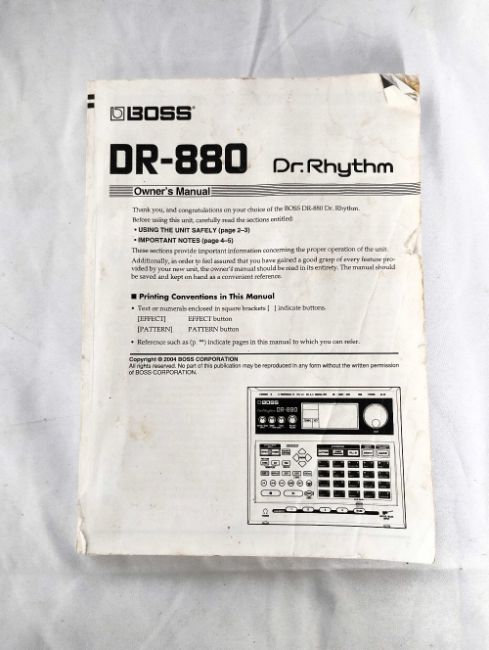 BOSS
DR-880 Dr.Rhythm
Owner's Manual
Thank you, and congratulations on your choice of the BOSS DR-880 Dr. Rhythm.
Before using this unit, carefully read the sections entitled:
• USING THE UNIT SAFELY (page 2–3)
• IMPORTANT NOTES (page 4–5)
These sections provide important information concerning the proper operation of the unit.
Additionally, in order to feel assured that you have gained a good grasp of every feature pro-
vided by your new unit, the owner's manual should be read in its entirety. The manual should
be saved and kept on hand as a convenient reference.
■ Printing Conventions in This Manual
• Text or numerals enclosed in square brackets [ ] indicate buttons.
[EFFECT] EFFECT button
[PATTERN] PATTERN button
• Reference such as (p. **) indicate pages in this manual to which you can refer.
Copyright © 2004 BOSS CORPORATION
All rights reserved. No part of this publication may be reproduced in any form without the written permission
of BOSS CORPORATION.
BOSS
Dr.Rhythm DR-880